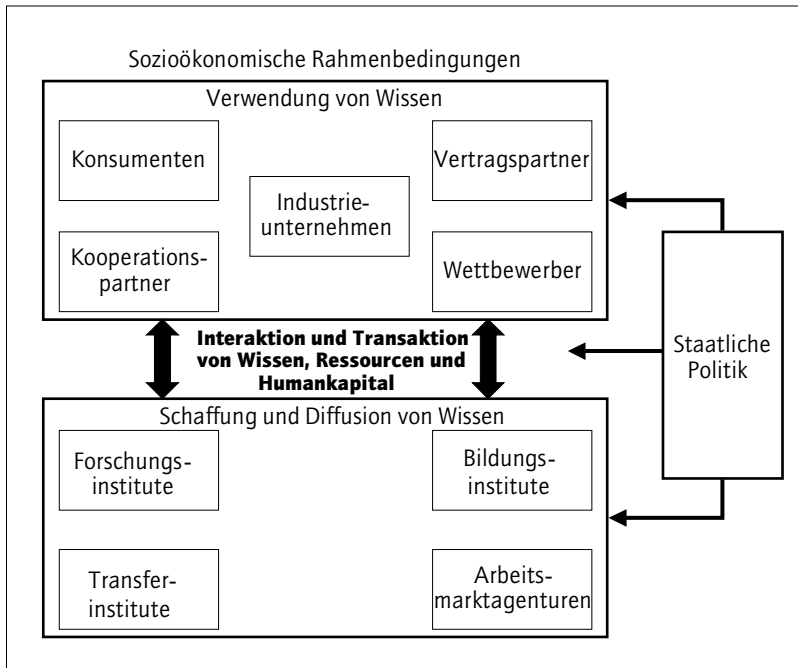 Sozioökonomische Rahmenbedingungen
Verwendung von Wissen
Konsumenten
Vertragspartner
Industrie-
unternehmen
Kooperations-
partner
Wettbewerber
Interaktion und Transaktion
von Wissen, Ressourcen und
Humankapital
Staatliche
Politik
Schaffung und Diffusion von Wissen
Forschungs-
institute
Bildungs-
institute
Transfer-
institute
Arbeits-
marktagenturen